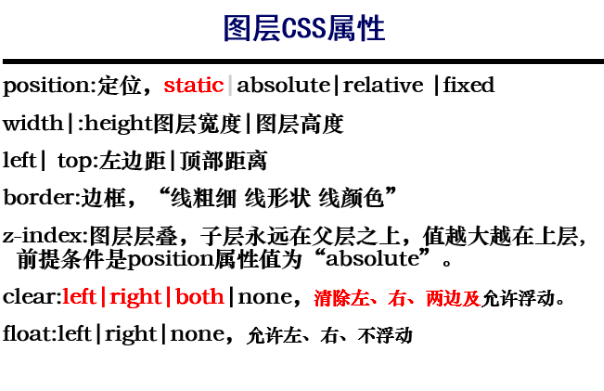 图层CSS属性
position:定位，static|absolute|relative |fixed
width|:height图层宽度|图层高度
left| top:左边距|顶部距离
border:边框，“线粗细 线形状 线颜色”
z-index:图层层叠，子层永远在父层之上，值越大越在上层,
前提条件是position属性值为“absolute”。
clear:left|right|both|none，清除左、右、两边及允许浮动。
float:left|right|none，允许左、右、不浮动